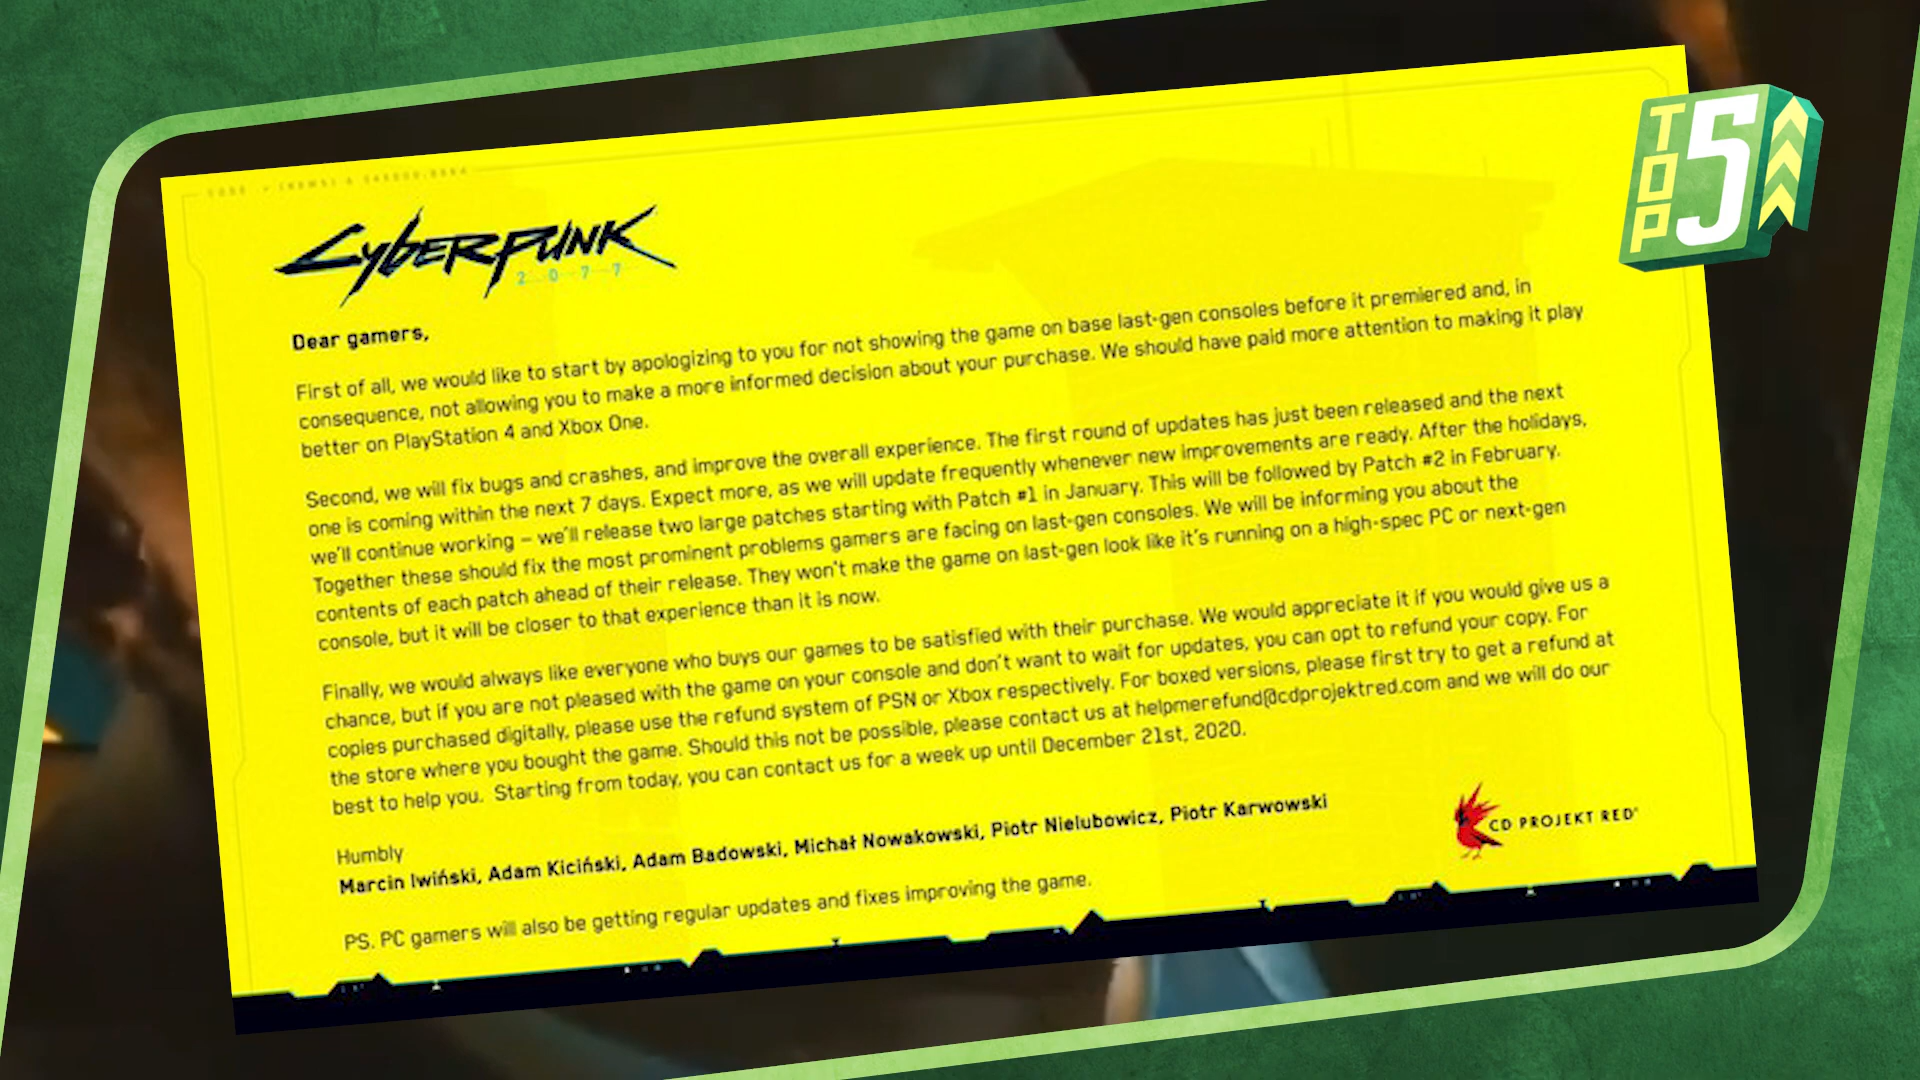 TOP 5
CYBERPUNK
2077
Dear gamers,
First of all, we would like to start by apologizing to you for not showing the game on base last-gen consoles before it premiered and, in
consequence, not allowing you to make a more informed decision about your purchase. We should have paid more attention to making it play
better on PlayStation 4 and Xbox One.
Second, we will fix bugs and crashes, and improve the overall experience. The first round of updates has just been released and the next
one is coming within the next 7 days. Expect more, as we will update frequently whenever new improvements are ready. After the holidays,
we'll continue working – we'll release two large patches starting with Patch #1 in January. This will be followed by Patch #2 in February.
Together these should fix the most prominent problems gamers are facing on last-gen consoles. We will be informing you about the
contents of each patch ahead of their release. They won't make the game on last-gen look like it's running on a high-spec PC or next-gen
console, but it will be closer to that experience than it is now.
Finally, we would always like everyone who buys our games to be satisfied with their purchase. We would appreciate it if you would give us a
chance, but if you are not pleased with the game on your console and don't want to wait for updates, you can opt to refund your copy. For
copies purchased digitally, please use the refund system of PSN or Xbox respectively. For boxed versions, please first try to get a refund at
the store where you bought the game. Should this not be possible, please contact us at helpmerefund@cdprojektred.com and we will do our
best to help you. Starting from today, you can contact us for a week up until December 21st, 2020.
Humbly
Marcin Iwiński, Adam Kiciński, Adam Badowski, Michał Nowakowski, Piotr Nielubowicz, Piotr Karwowski
CD PROJEKT RED®
PS. PC gamers will also be getting regular updates and fixes improving the game.